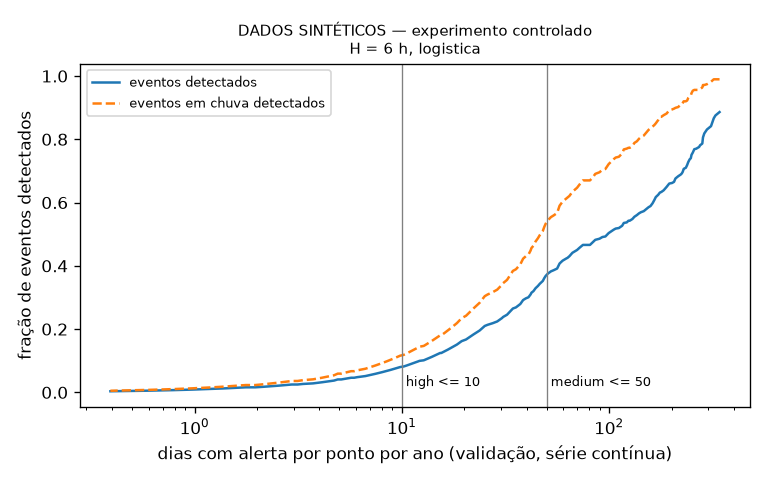 DADOS SINTÉTICOS — experimento controlado
H = 6 h, logistica
eventos detectados
eventos em chuva detectados
fração de eventos detectados
1.0
0.8
0.6
0.4
0.2
0.0
high <= 10
medium <= 50
10⁰
10¹
10²
dias com alerta por ponto por ano (validação, série contínua)